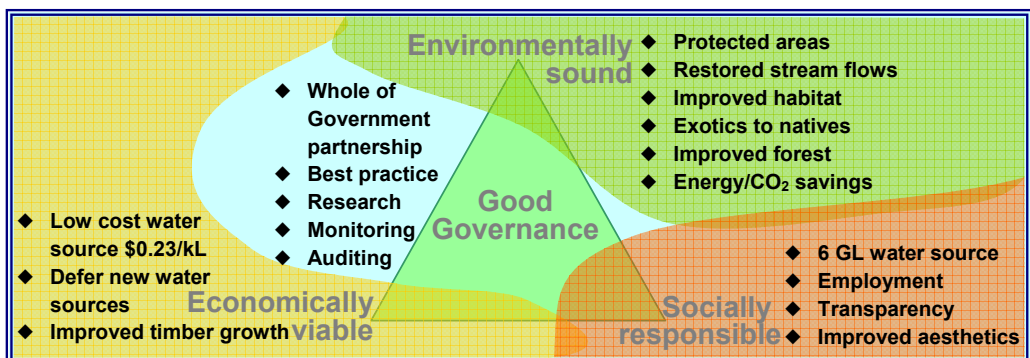 Environmentally
sound
◆ Protected areas
◆ Restored stream flows
◆ Improved habitat
◆ Exotics to natives
◆ Improved forest
◆ Energy/CO₂ savings
◆ Whole of
Government
partnership
◆ Best practice
◆ Research
◆ Monitoring
◆ Auditing
Good
Governance
◆ Low cost water
source $0.23/kL
◆ Defer new water
sources
◆ Improved timber growth
Economically
viable
Socially
responsible
◆ 6 GL water source
◆ Employment
◆ Transparency
◆ Improved aesthetics